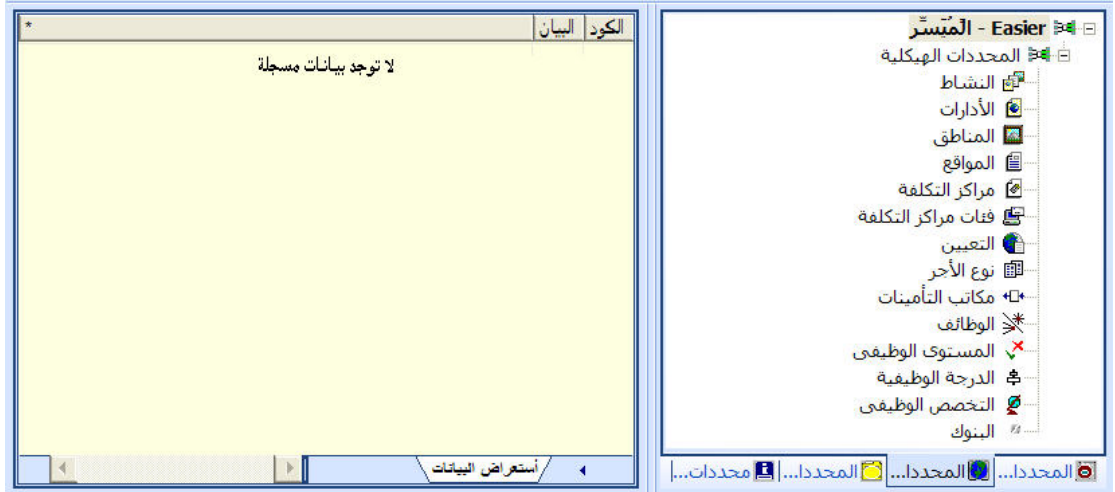 Easier - الْمُيَسَّر
المحددات الهيكلية
النشاط
الأدارات
المناطق
المواقع
مراكز التكلفة
فئات مراكز التكلفة
التعيين
نوع الأجر
مكاتب التأمينات
الوظائف
المستوى الوظيفى
الدرجة الوظيفية
التخصص الوظيفى
البنوك
المحددا... المحددا... المحددا... محددات...
الكود البيان *
لا توجد بيانات مسجلة
أستعراض البيانات